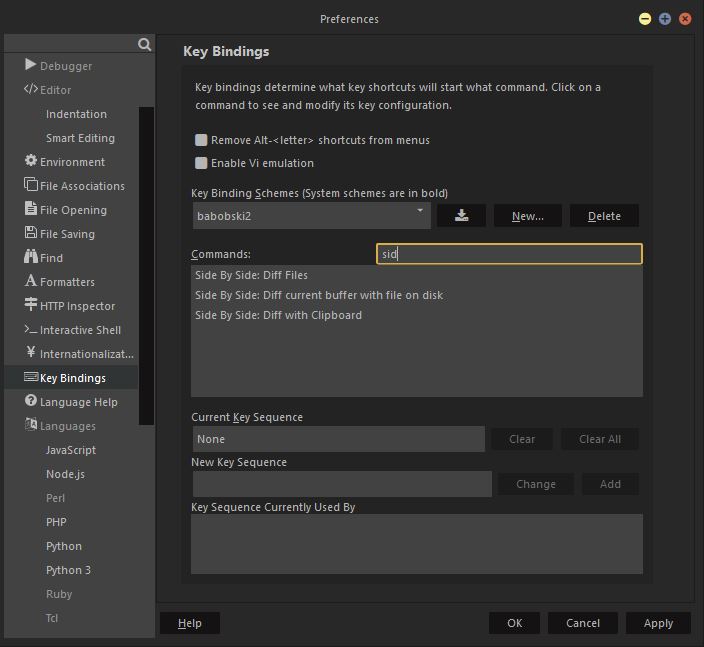 Preferences
Debugger
Editor
Indentation
Smart Editing
Environment
File Associations
File Opening
File Saving
Find
Formatters
HTTP Inspector
Interactive Shell
Internationalizat...
Key Bindings
Language Help
Languages
JavaScript
Node.js
Perl
PHP
Python
Python 3
Ruby
Tcl
Key Bindings
Key bindings determine what key shortcuts will start what command. Click on a
command to see and modify its key configuration.
Remove Alt-<letter> shortcuts from menus
Enable Vi emulation
Key Binding Schemes (System schemes are in bold)
babobski2
New...
Delete
Commands:
sid
Side By Side: Diff Files
Side By Side: Diff current buffer with file on disk
Side By Side: Diff with Clipboard
Current Key Sequence
None
Clear
Clear All
New Key Sequence
Change
Add
Key Sequence Currently Used By
Help
OK
Cancel
Apply